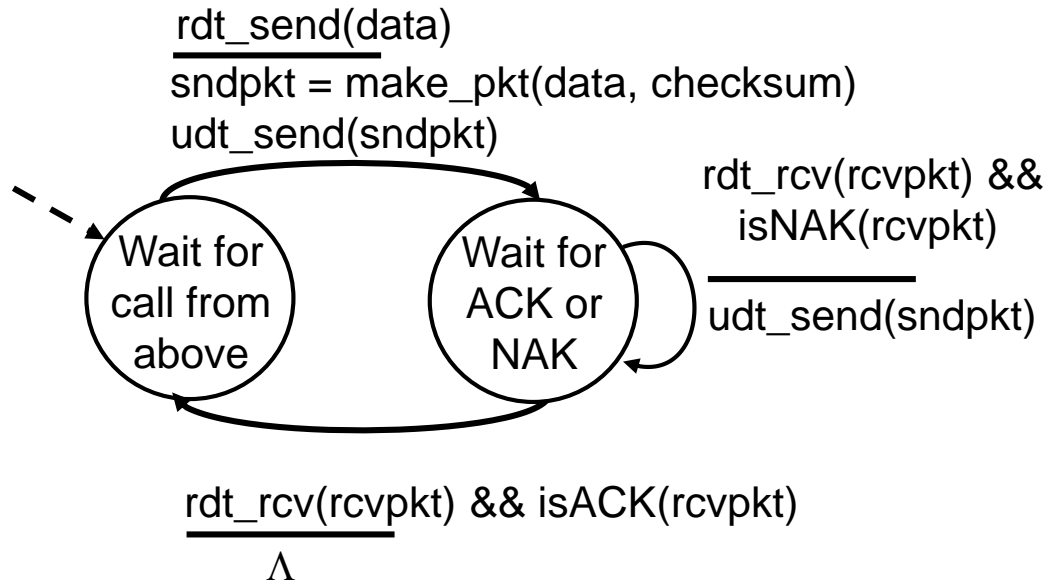 rdt_send(data)
sndpkt = make_pkt(data, checksum)
udt_send(sndpkt)
rdt_rcv(rcvpkt) &&
isNAK(rcvpkt)
udt_send(sndpkt)
Wait for
call from
above
Wait for
ACK or
NAK
rdt_rcv(rcvpkt) && isACK(rcvpkt)
Λ